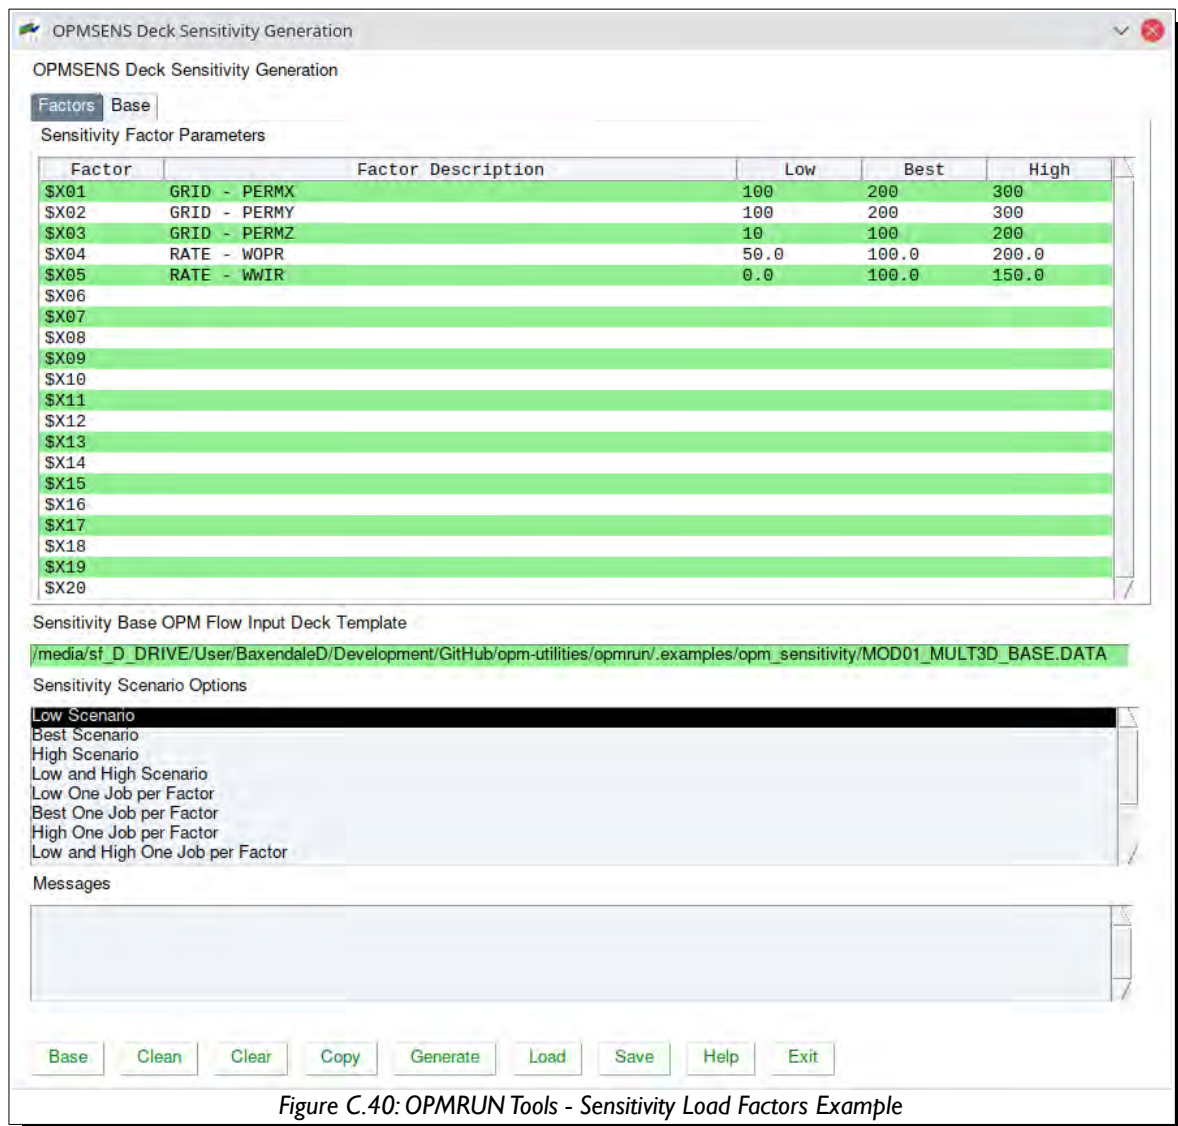 OPMSENS Deck Sensitivity Generation
OPMSENS Deck Sensitivity Generation
Factors Base
Sensitivity Factor Parameters
Factor Factor Description Low Best High
$X01 GRID - PERMX 100 200 300
$X02 GRID - PERMY 100 200 300
$X03 GRID - PERMZ 10 100 200
$X04 RATE - WOPR 50.0 100.0 200.0
$X05 RATE - WWIR 0.0 100.0 150.0
$X06
$X07
$X08
$X09
$X10
$X11
$X12
$X13
$X14
$X15
$X16
$X17
$X18
$X19
$X20
Sensitivity Base OPM Flow Input Deck Template
/media/sf_D_DRIVE/User/BaxendaleD/Development/GitHub/opm-utilities/opmrun/.examples/opm_sensitivity/MOD01_MULT3D_BASE.DATA
Sensitivity Scenario Options
Low Scenario
Best Scenario
High Scenario
Low and High Scenario
Low One Job per Factor
Best One Job per Factor
High One Job per Factor
Low and High One Job per Factor
Messages
Base Clean Clear Copy Generate Load Save Help Exit
Figure C.40: OPMRUN Tools - Sensitivity Load Factors Example